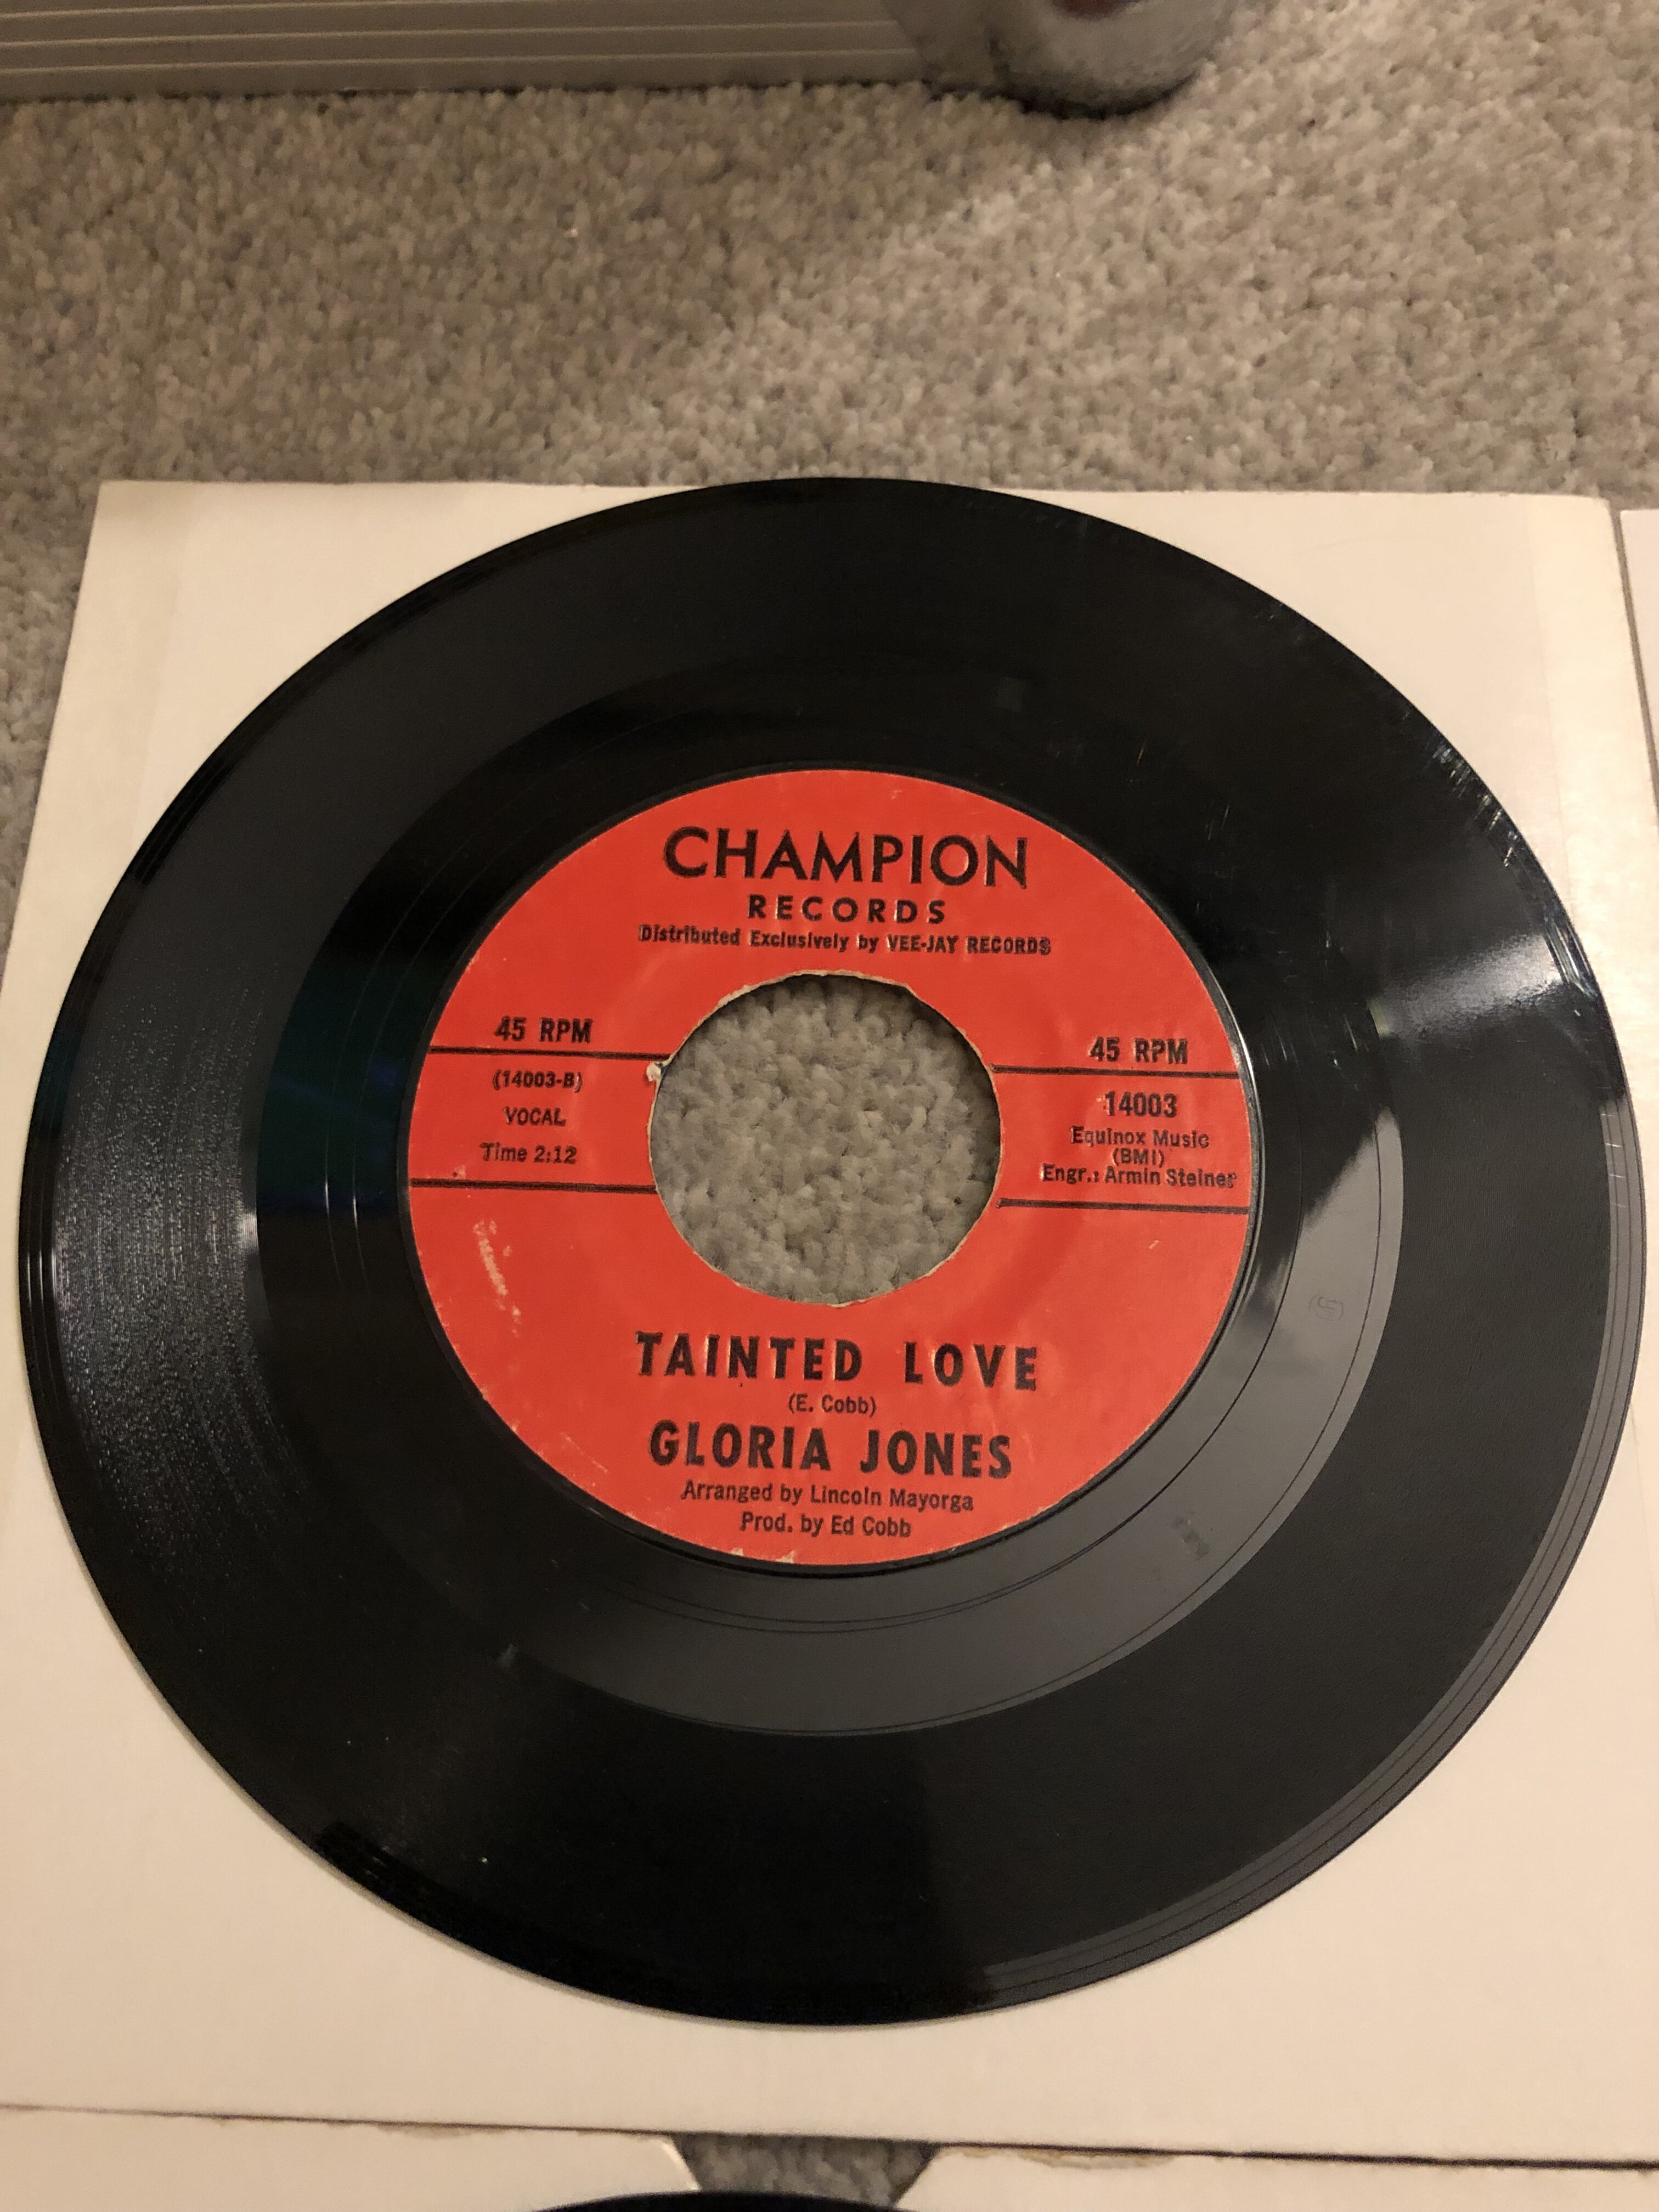 CHAMPION
RECORDS
Distributed Exclusively by VEE-JAY RECORDS
45 RPM
(14003-B)
VOCAL
Time 2:12
45 RPM
14003
Equinox Music
(BMI)
Engr.: Armin Steiner
TAINTED LOVE
(E. Cobb)
GLORIA JONES
Arranged by Lincoln Mayorga
Prod. by Ed Cobb